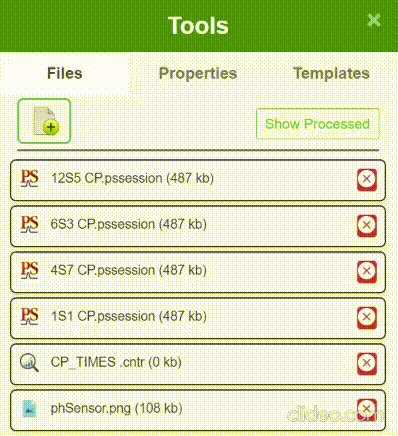 Tools
Files Properties Templates
Show Processed
PS 12S5 CP.pssession (487 kb)
PS 6S3 CP.pssession (487 kb)
PS 4S7 CP.pssession (487 kb)
PS 1S1 CP.pssession (487 kb)
CP_TIMES .cntr (0 kb)
phSensor.png (108 kb)
clideo.com